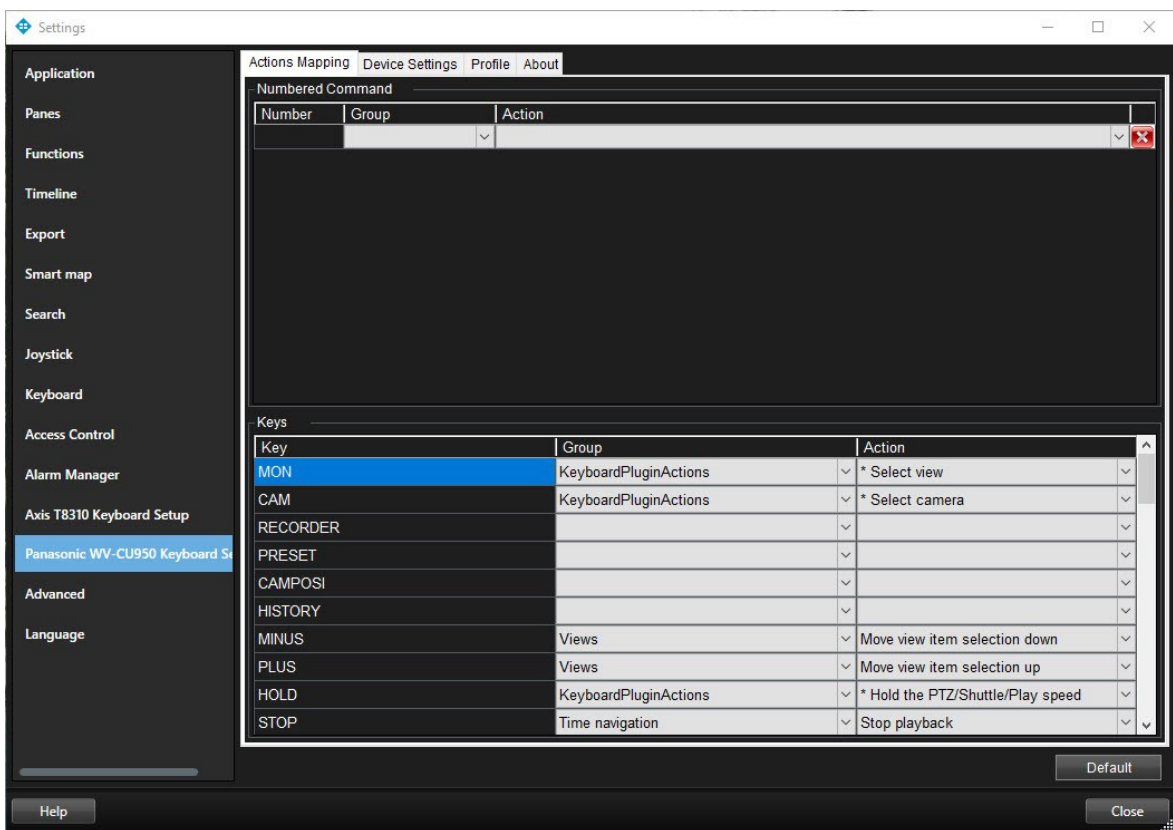 Settings
Application
Panes
Functions
Timeline
Export
Smart map
Search
Joystick
Keyboard
Access Control
Alarm Manager
Axis T8310 Keyboard Setup
Panasonic WV-CU950 Keyboard Se
Advanced
Language
Actions Mapping Device Settings Profile About
Numbered Command
Number Group Action
Keys
Key Group Action
MON KeyboardPluginActions * Select view
CAM KeyboardPluginActions * Select camera
RECORDER
PRESET
CAMPOSI
HISTORY
MINUS Views Move view item selection down
PLUS Views Move view item selection up
HOLD KeyboardPluginActions * Hold the PTZ/Shuttle/Play speed
STOP Time navigation Stop playback
Default
Help Close